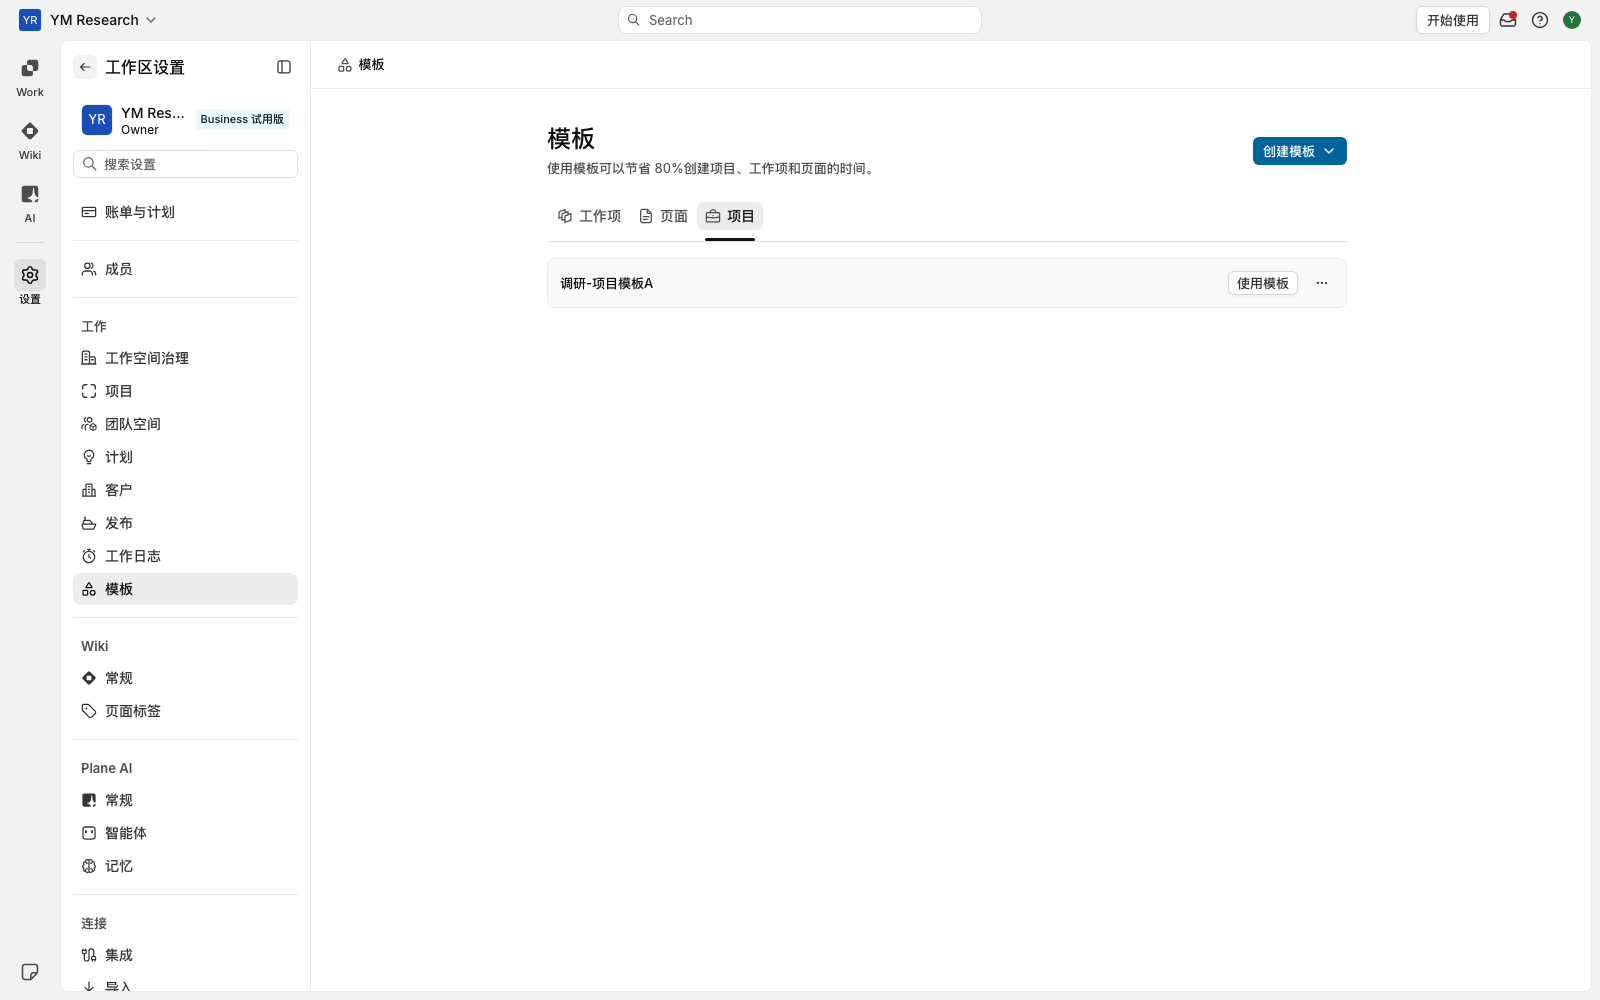 YR YM Research
Search
开始使用
Y
Work
Wiki
AI
设置
工作区设置
YR
YM Res...
Owner
Business 试用版
搜索设置
账单与计划
成员
工作
工作空间治理
项目
团队空间
计划
客户
发布
工作日志
模板
Wiki
常规
页面标签
Plane AI
常规
智能体
记忆
连接
集成
导入
模板
模板
使用模板可以节省 80%创建项目、工作项和页面的时间。
创建模板
工作项 页面 项目
调研-项目模板A
使用模板